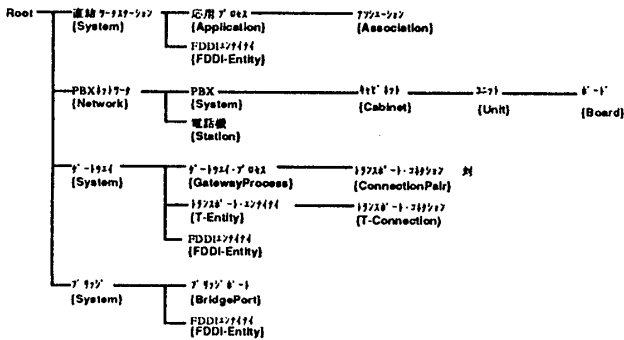 Root 直結 ワークステーション 応用 プロセス アソシエーション
{System} {Application} {Association}
FDDIエンティティ
{FDDI-Entity}
PBXネットワーク PBX キャビネット ユニット ボード
{Network} {System} {Cabinet} {Unit} {Board}
電話機
{Station}
ゲートウエイ ゲートウエイ・プロセス トランスポート・コネクション 対
{System} {GatewayProcess} {ConnectionPair}
トランスポート・エンティティ トランスポート・コネクション
{T-Entity} {T-Connection}
FDDIエンティティ
{FDDI-Entity}
ブリッジ ブリッジポート
{System} {BridgePort}
FDDIエンティティ
{FDDI-Entity}